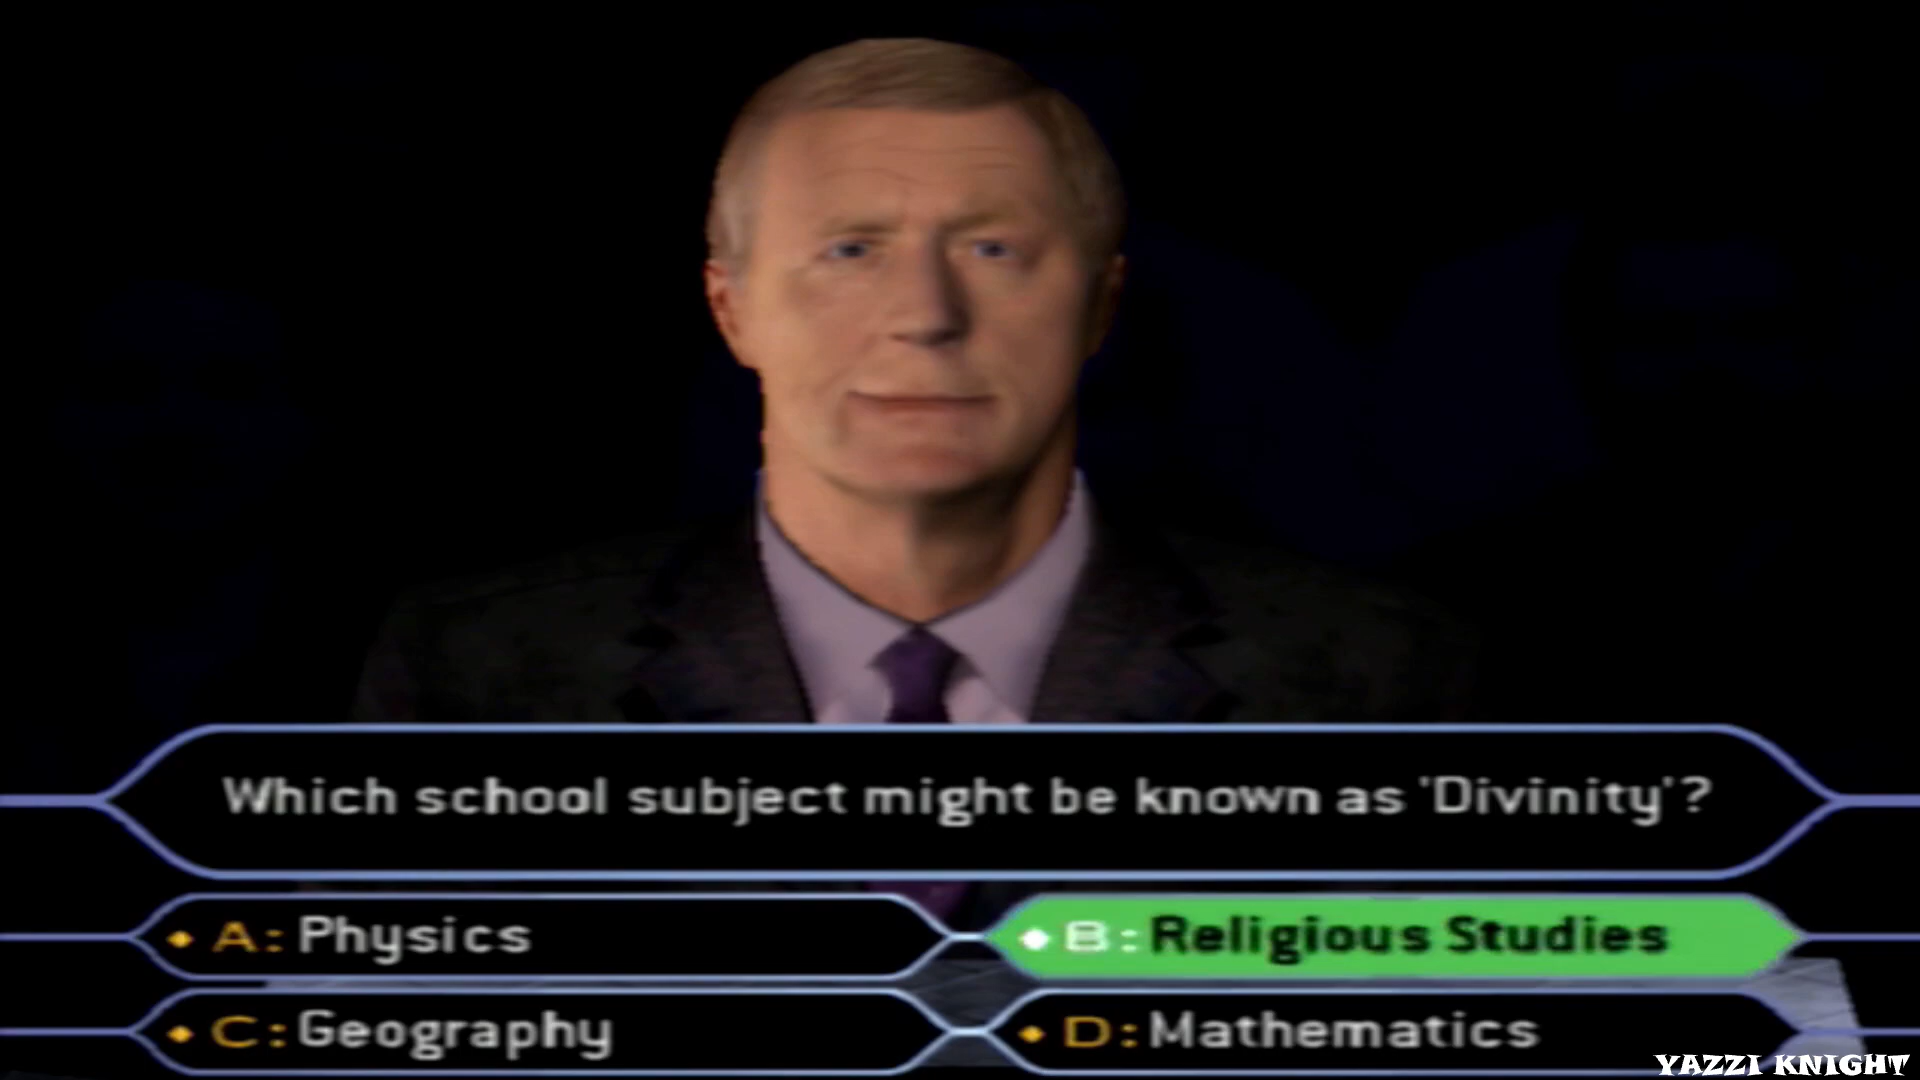 Which school subject might be known as 'Divinity'?
A: Physics
B: Religious Studies
C: Geography
D: Mathematics
YAZZI KNIGHT